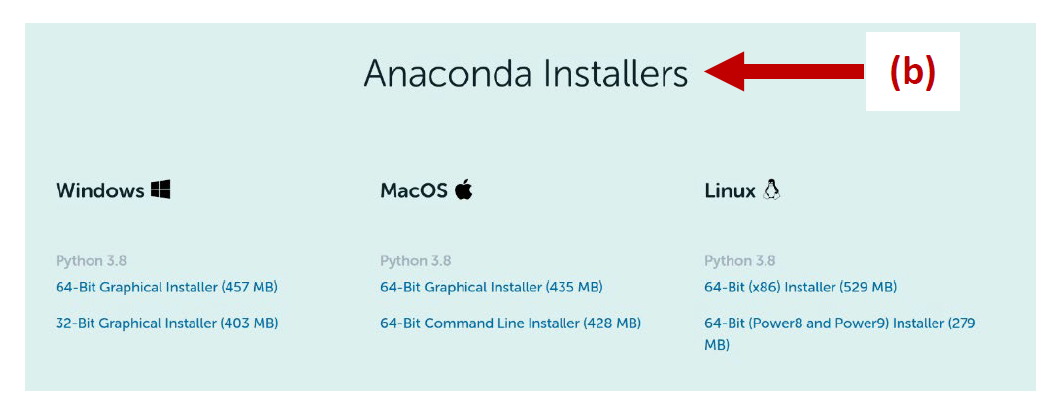 Anaconda Installers
(b)
Windows
MacOS
Linux
Python 3.8
64-Bit Graphical Installer (457 MB)
32-Bit Graphical Installer (403 MB)
Python 3.8
64-Bit Graphical Installer (435 MB)
64-Bit Command Line Installer (428 MB)
Python 3.8
64-Bit (x86) Installer (529 MB)
64-Bit (Power8 and Power9) Installer (279
MB)